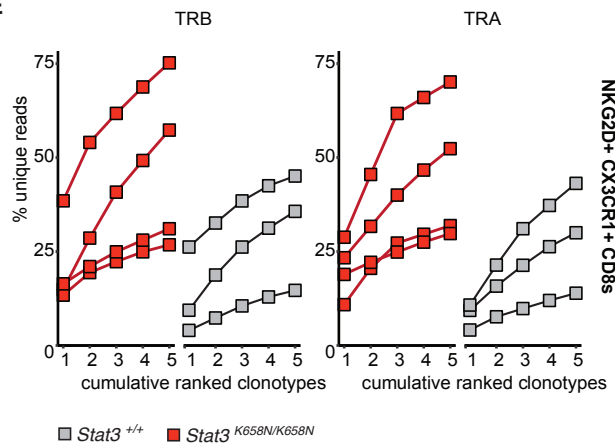 TRB
TRA
% unique reads
75
50
25
0
1 2 3 4 5
1 2 3 4 5
cumulative ranked clonotypes
75
50
25
0
1 2 3 4 5
1 2 3 4 5
cumulative ranked clonotypes
NKG2D+ CX3CR1+ CD8s
Stat3 +/+
Stat3 K658N/K658N